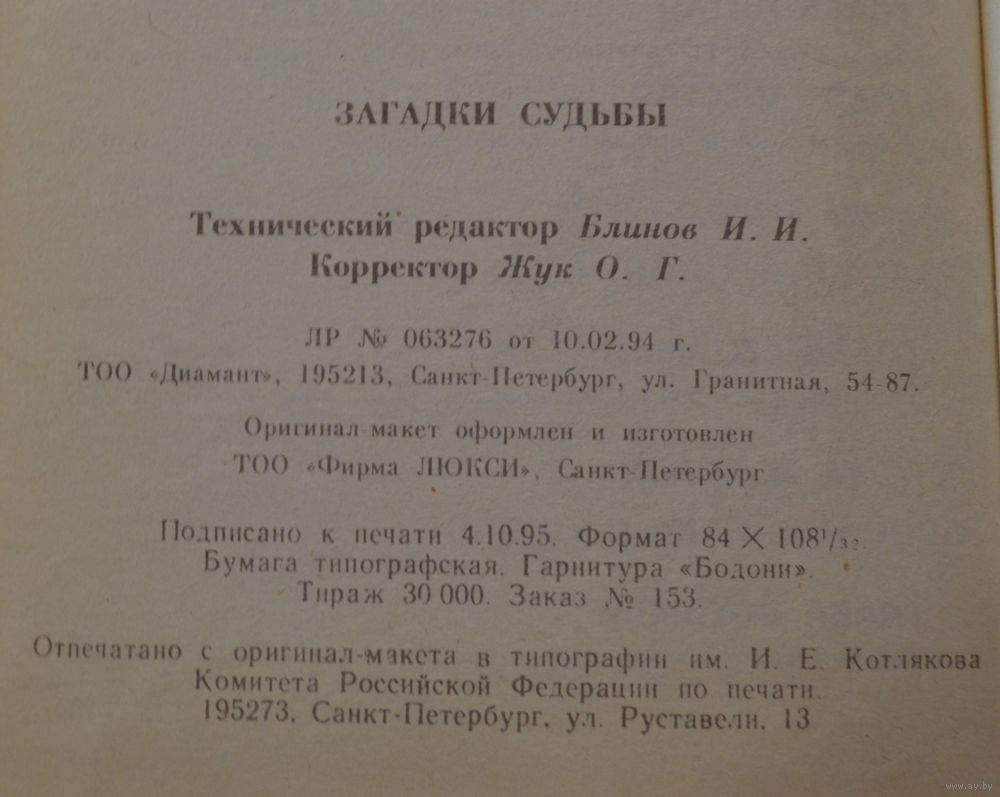 ЗАГАДКИ СУДЬБЫ
Технический редактор Блинов И. И.
Корректор Жук О. Г.
ЛР № 063276 от 10.02.94 г.
ТОО «Диамант», 195213, Санкт-Петербург, ул. Гранитная, 54-87.
Оригинал-макет оформлен и изготовлен
ТОО «Фирма ЛЮКСИ», Санкт-Петербург
Подписано к печати 4.10.95. Формат 84 × 108¹/₃₂.
Бумага типографская. Гарнитура «Бодони».
Тираж 30 000. Заказ № 153.
Отпечатано с оригинал-макета в типографии им. И. Е. Котлякова
Комитета Российской Федерации по печати.
195273, Санкт-Петербург, ул. Руставели, 13
www.ay.by